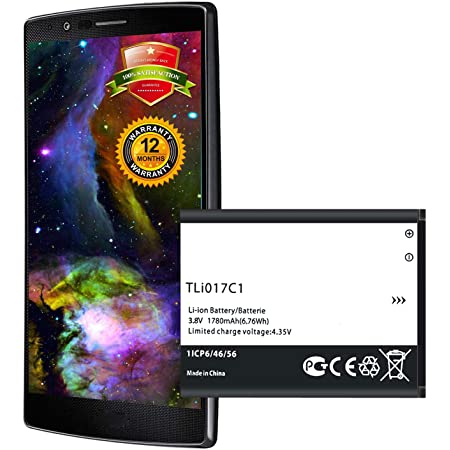 100% SATISFACTION
GUARANTEE
WARRANTY
12
MONTHS
WARRANTY
TLi017C1
>>>
Li-ion Battery/Batterie
3.8V 1780mAh(6.76Wh)
Limited charge voltage:4.35V
1ICP6/46/56
Made in China